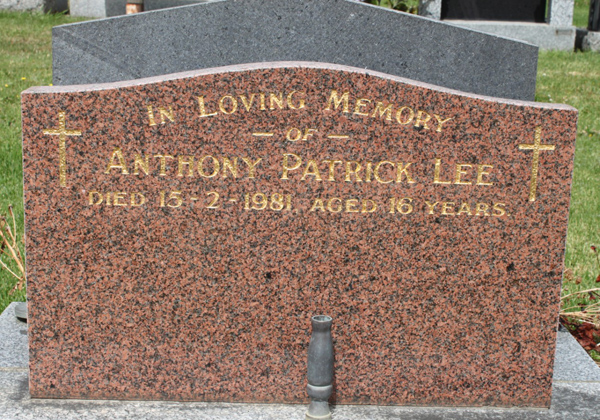 IN LOVING MEMORY
— OF —
ANTHONY PATRICK LEE
DIED 15-2-1981. AGED 16 YEARS.